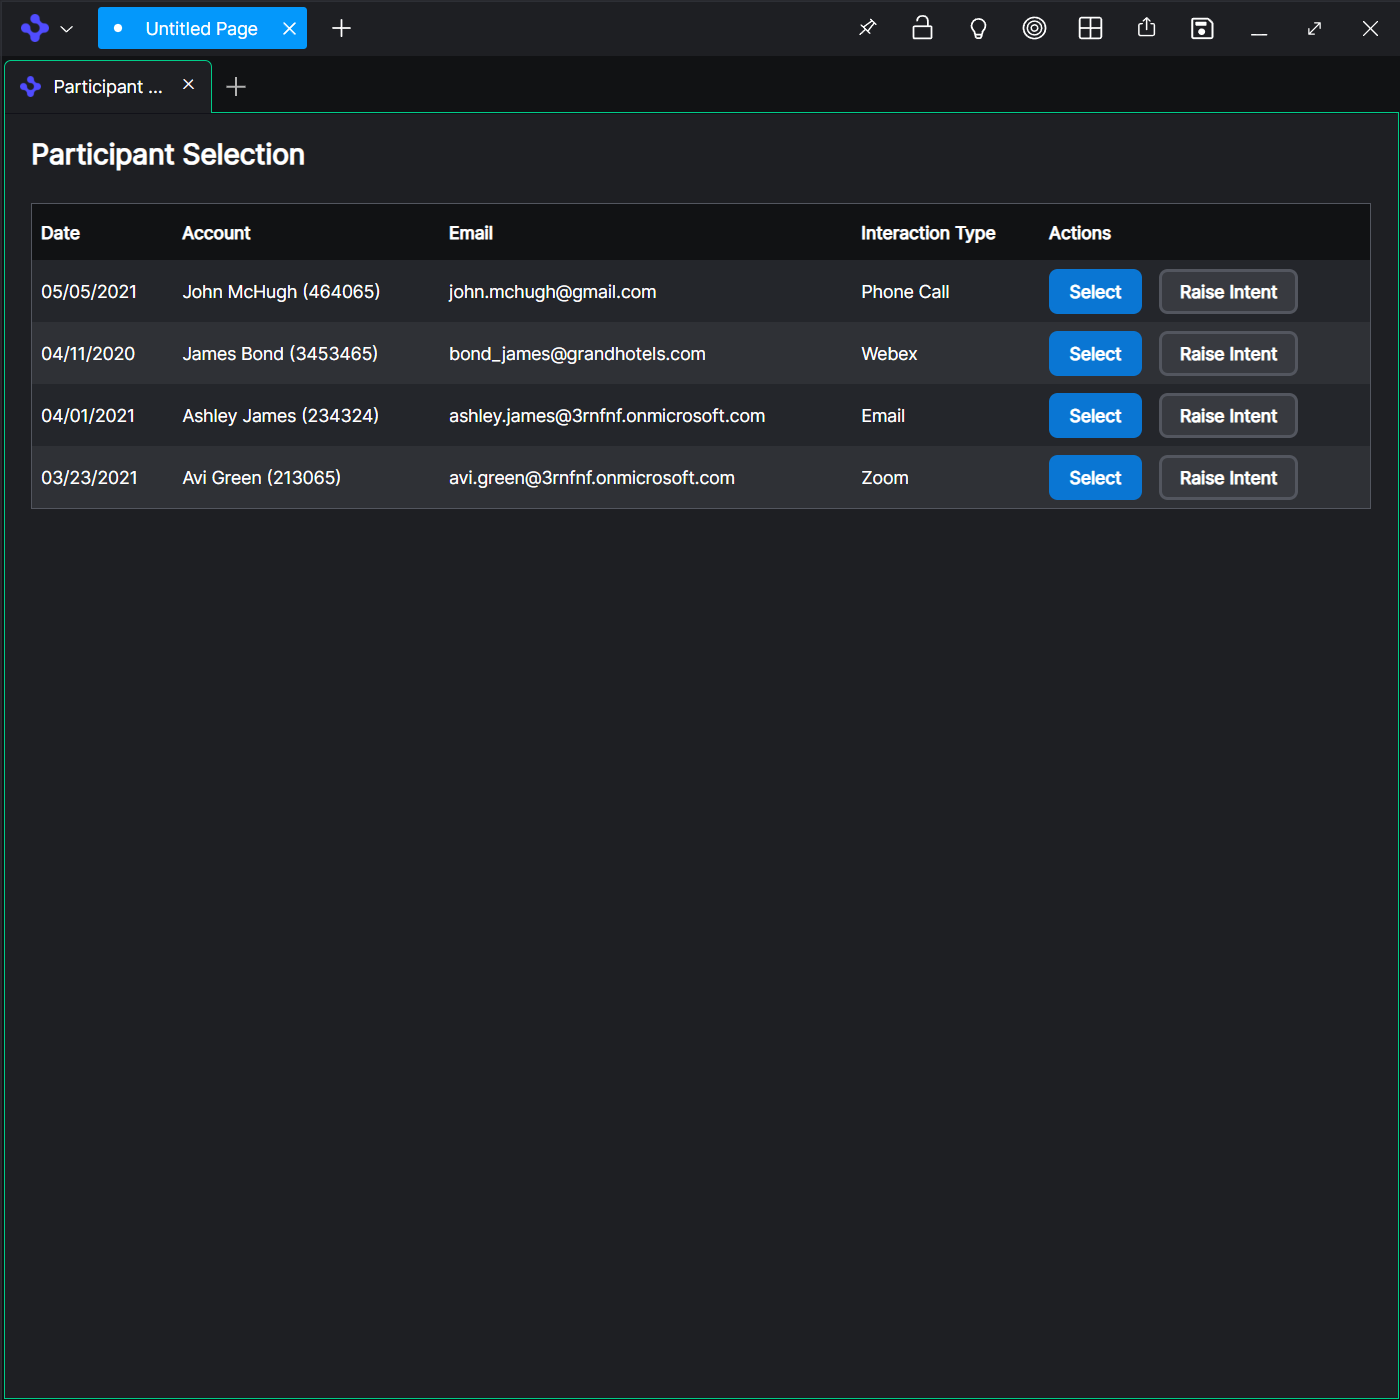 Untitled Page
Participant ...
Participant Selection
Date Account Email Interaction Type Actions
05/05/2021 John McHugh (464065) john.mchugh@gmail.com Phone Call Select Raise Intent
04/11/2020 James Bond (3453465) bond_james@grandhotels.com Webex Select Raise Intent
04/01/2021 Ashley James (234324) ashley.james@3rnfnf.onmicrosoft.com Email Select Raise Intent
03/23/2021 Avi Green (213065) avi.green@3rnfnf.onmicrosoft.com Zoom Select Raise Intent